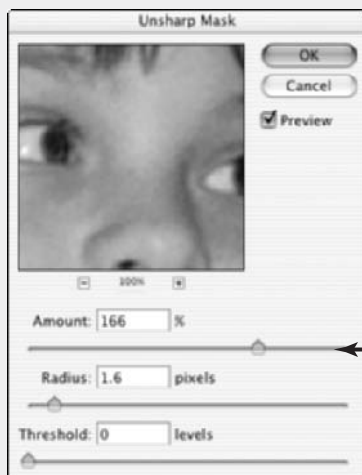 Unsharp Mask
OK
Cancel
Preview
100%
Amount: 166 %
Radius: 1.6 pixels
Threshold: 0 levels